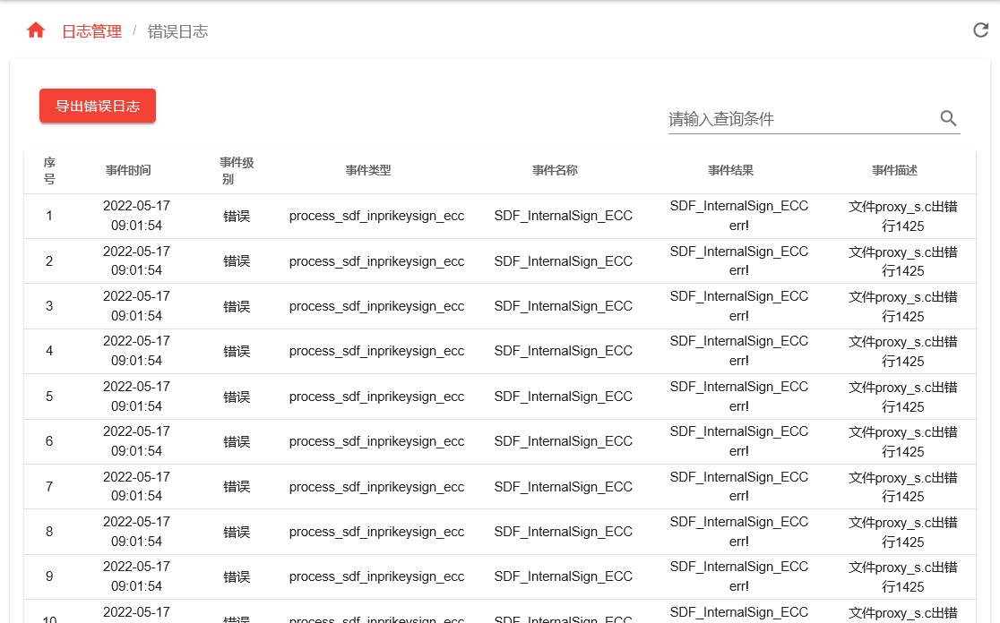 日志管理 / 错误日志
导出错误日志
请输入查询条件
序号 事件时间 事件级别 事件类型 事件名称 事件结果 事件描述
1 2022-05-17 09:01:54 错误 process_sdf_inprikeysign_ecc SDF_InternalSign_ECC SDF_InternalSign_ECC err! 文件proxy_s.c出错行1425
2 2022-05-17 09:01:54 错误 process_sdf_inprikeysign_ecc SDF_InternalSign_ECC SDF_InternalSign_ECC err! 文件proxy_s.c出错行1425
3 2022-05-17 09:01:54 错误 process_sdf_inprikeysign_ecc SDF_InternalSign_ECC SDF_InternalSign_ECC err! 文件proxy_s.c出错行1425
4 2022-05-17 09:01:54 错误 process_sdf_inprikeysign_ecc SDF_InternalSign_ECC SDF_InternalSign_ECC err! 文件proxy_s.c出错行1425
5 2022-05-17 09:01:54 错误 process_sdf_inprikeysign_ecc SDF_InternalSign_ECC SDF_InternalSign_ECC err! 文件proxy_s.c出错行1425
6 2022-05-17 09:01:54 错误 process_sdf_inprikeysign_ecc SDF_InternalSign_ECC SDF_InternalSign_ECC err! 文件proxy_s.c出错行1425
7 2022-05-17 09:01:54 错误 process_sdf_inprikeysign_ecc SDF_InternalSign_ECC SDF_InternalSign_ECC err! 文件proxy_s.c出错行1425
8 2022-05-17 09:01:54 错误 process_sdf_inprikeysign_ecc SDF_InternalSign_ECC SDF_InternalSign_ECC err! 文件proxy_s.c出错行1425
9 2022-05-17 09:01:54 错误 process_sdf_inprikeysign_ecc SDF_InternalSign_ECC SDF_InternalSign_ECC err! 文件proxy_s.c出错行1425
10 2022-05-17 错误 process_sdf_inprikeysign_ecc SDF_InternalSign_ECC SDF_InternalSign_ECC 文件proxy_s.c出错